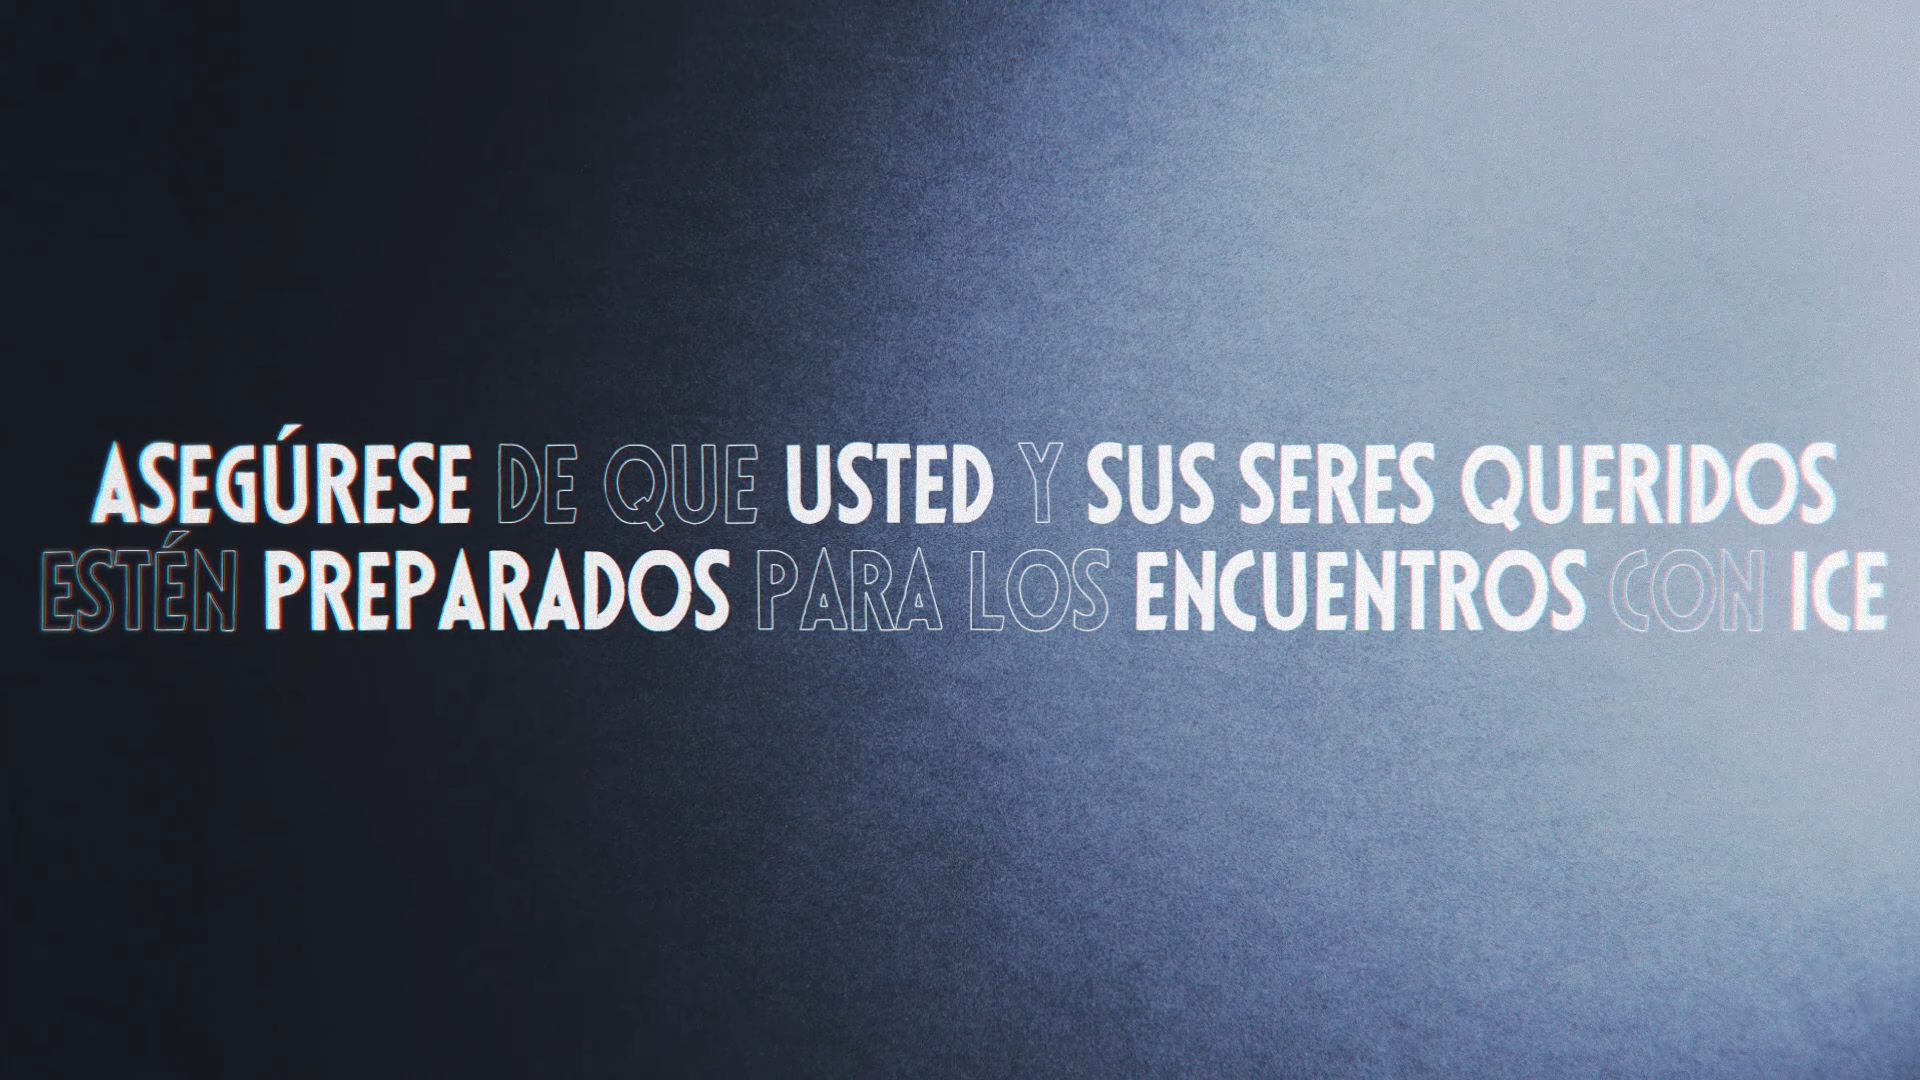 ASEGÚRESE DE QUE USTED Y SUS SERES QUERIDOS
ESTÉN PREPARADOS PARA LOS ENCUENTROS CON ICE